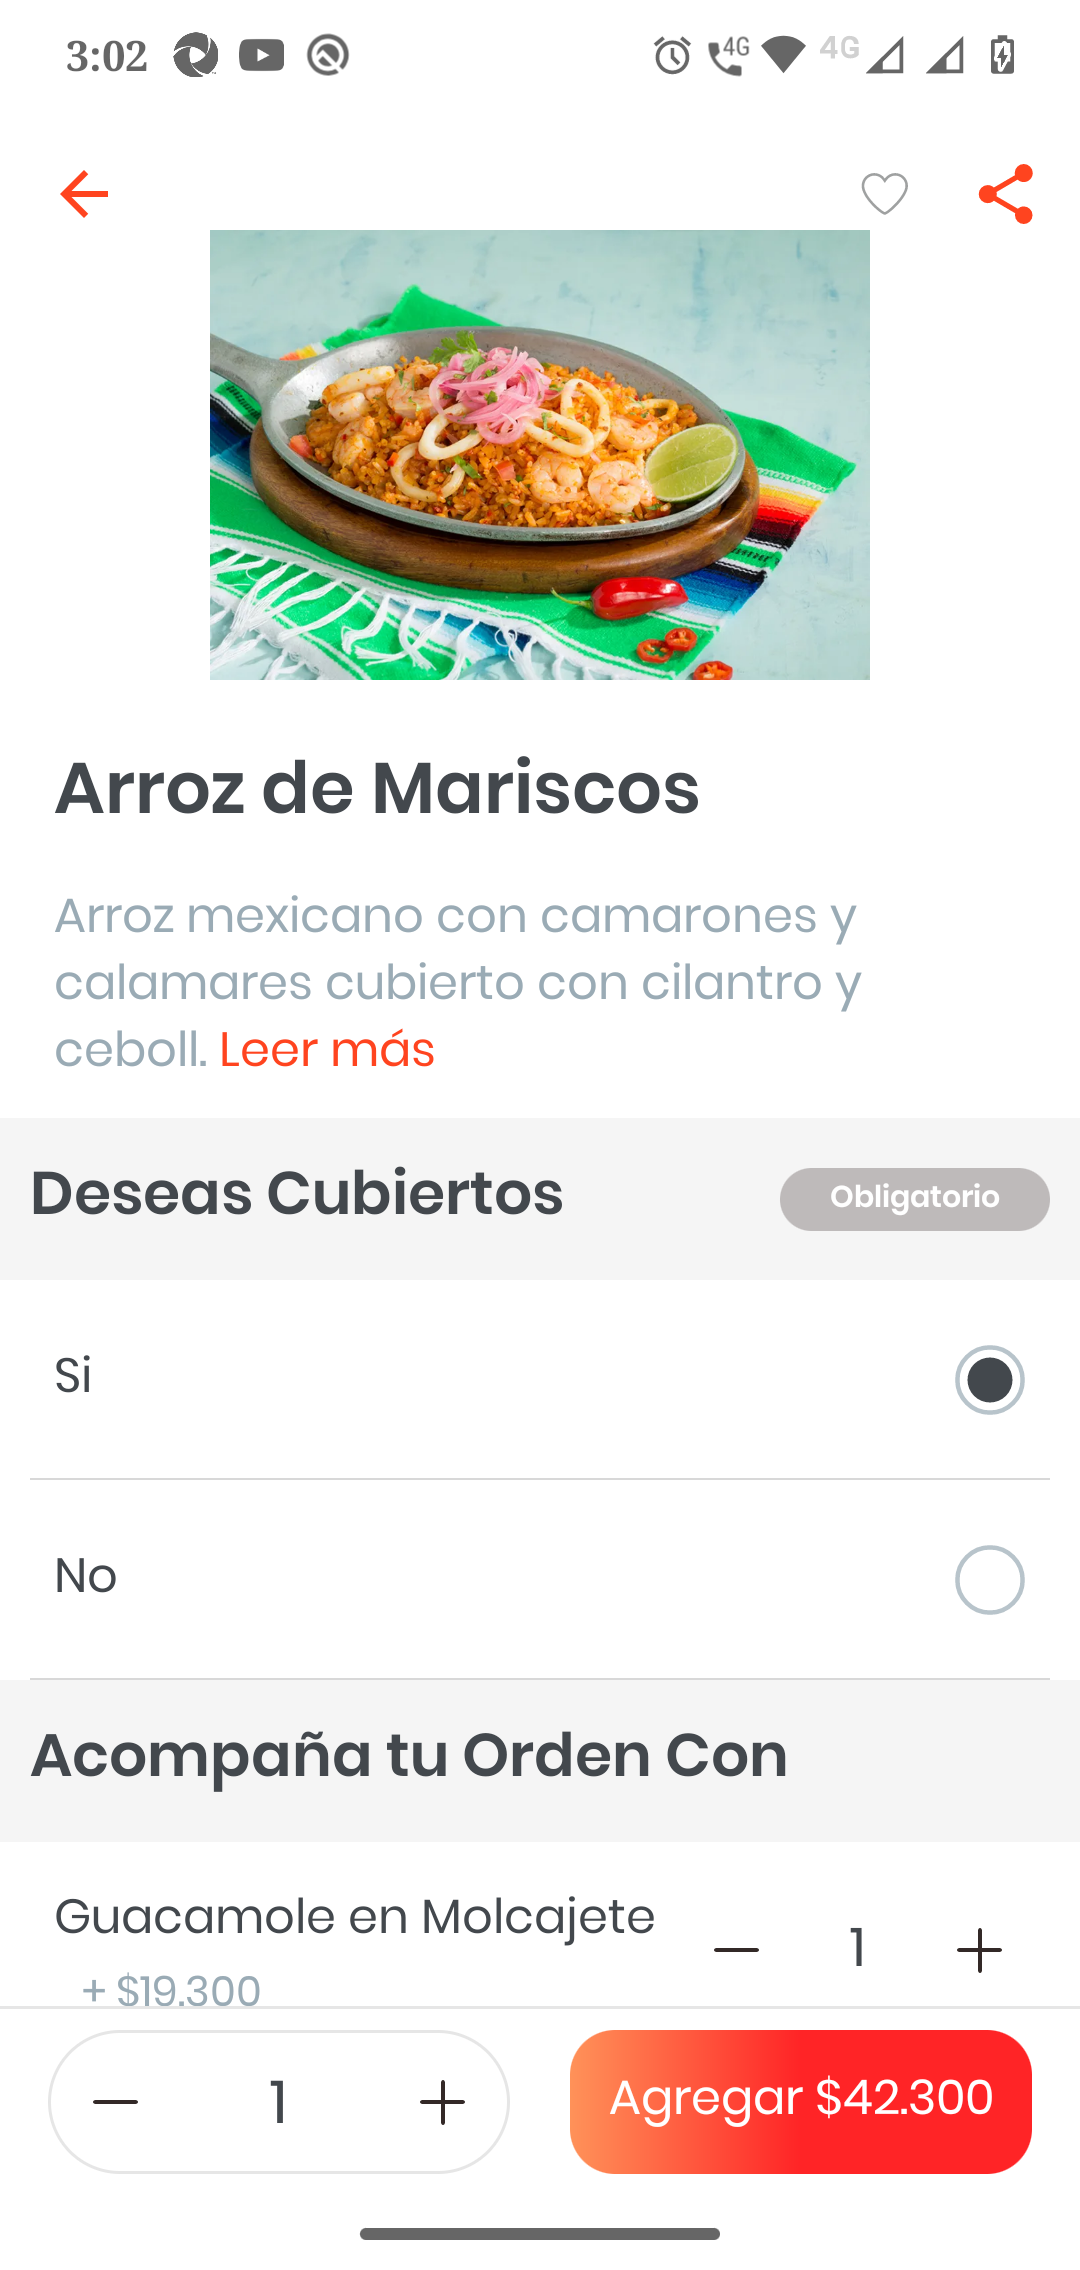 3:02
4G
4G
Arroz de Mariscos
Arroz mexicano con camarones y
calamares cubierto con cilantro y
ceboll. Leer más
Deseas Cubiertos
Obligatorio
Si
No
Acompaña tu Orden Con
Guacamole en Molcajete
1
+ $19.300
1
Agregar $42.300